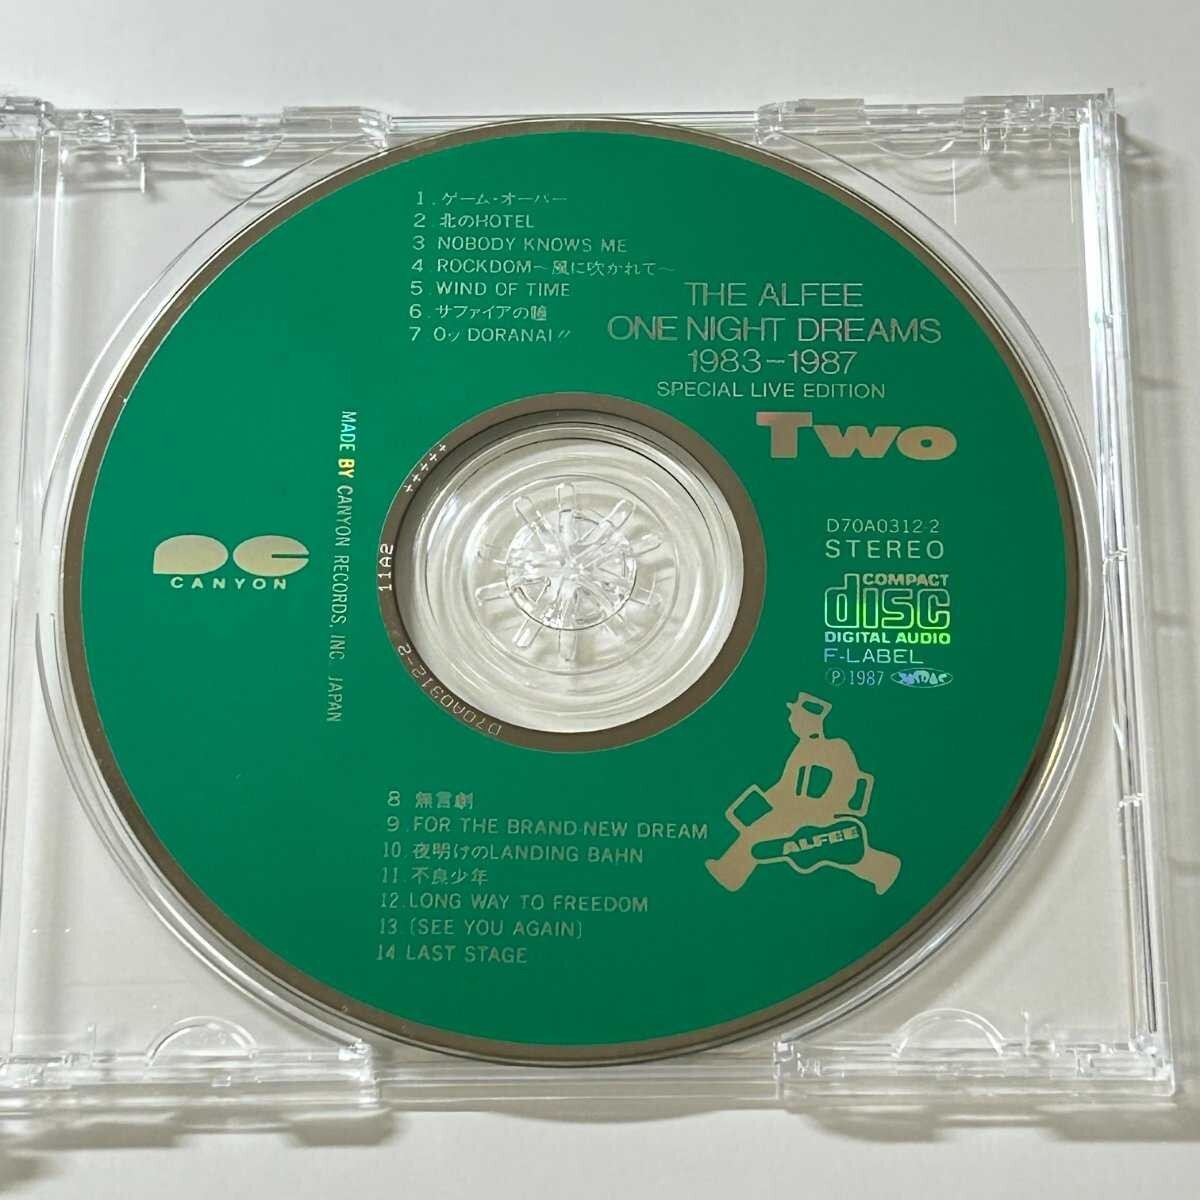 1. ゲーム・オーバー
2. 北のHOTEL
3 NOBODY KNOWS ME
4 ROCKDOM～風に吹かれて～
5. WIND OF TIME
6. サファイアの瞳
7. Oッ DORANAI〃
THE ALFEE
ONE NIGHT DREAMS
1983-1987
SPECIAL LIVE EDITION
Two
D70A0312-2
STEREO
COMPACT
disc
DIGITAL AUDIO
F-LABEL
℗1987
CANYON
MADE BY CANYON RECORDS, INC. JAPAN
+++++
11A2
D70A0312-2
8 無言劇
9. FOR THE BRAND-NEW DREAM
10. 夜明けのLANDING BAHN
11. 不良少年
12. LONG WAY TO FREEDOM
13. [SEE YOU AGAIN]
14. LAST STAGE
ALFEE